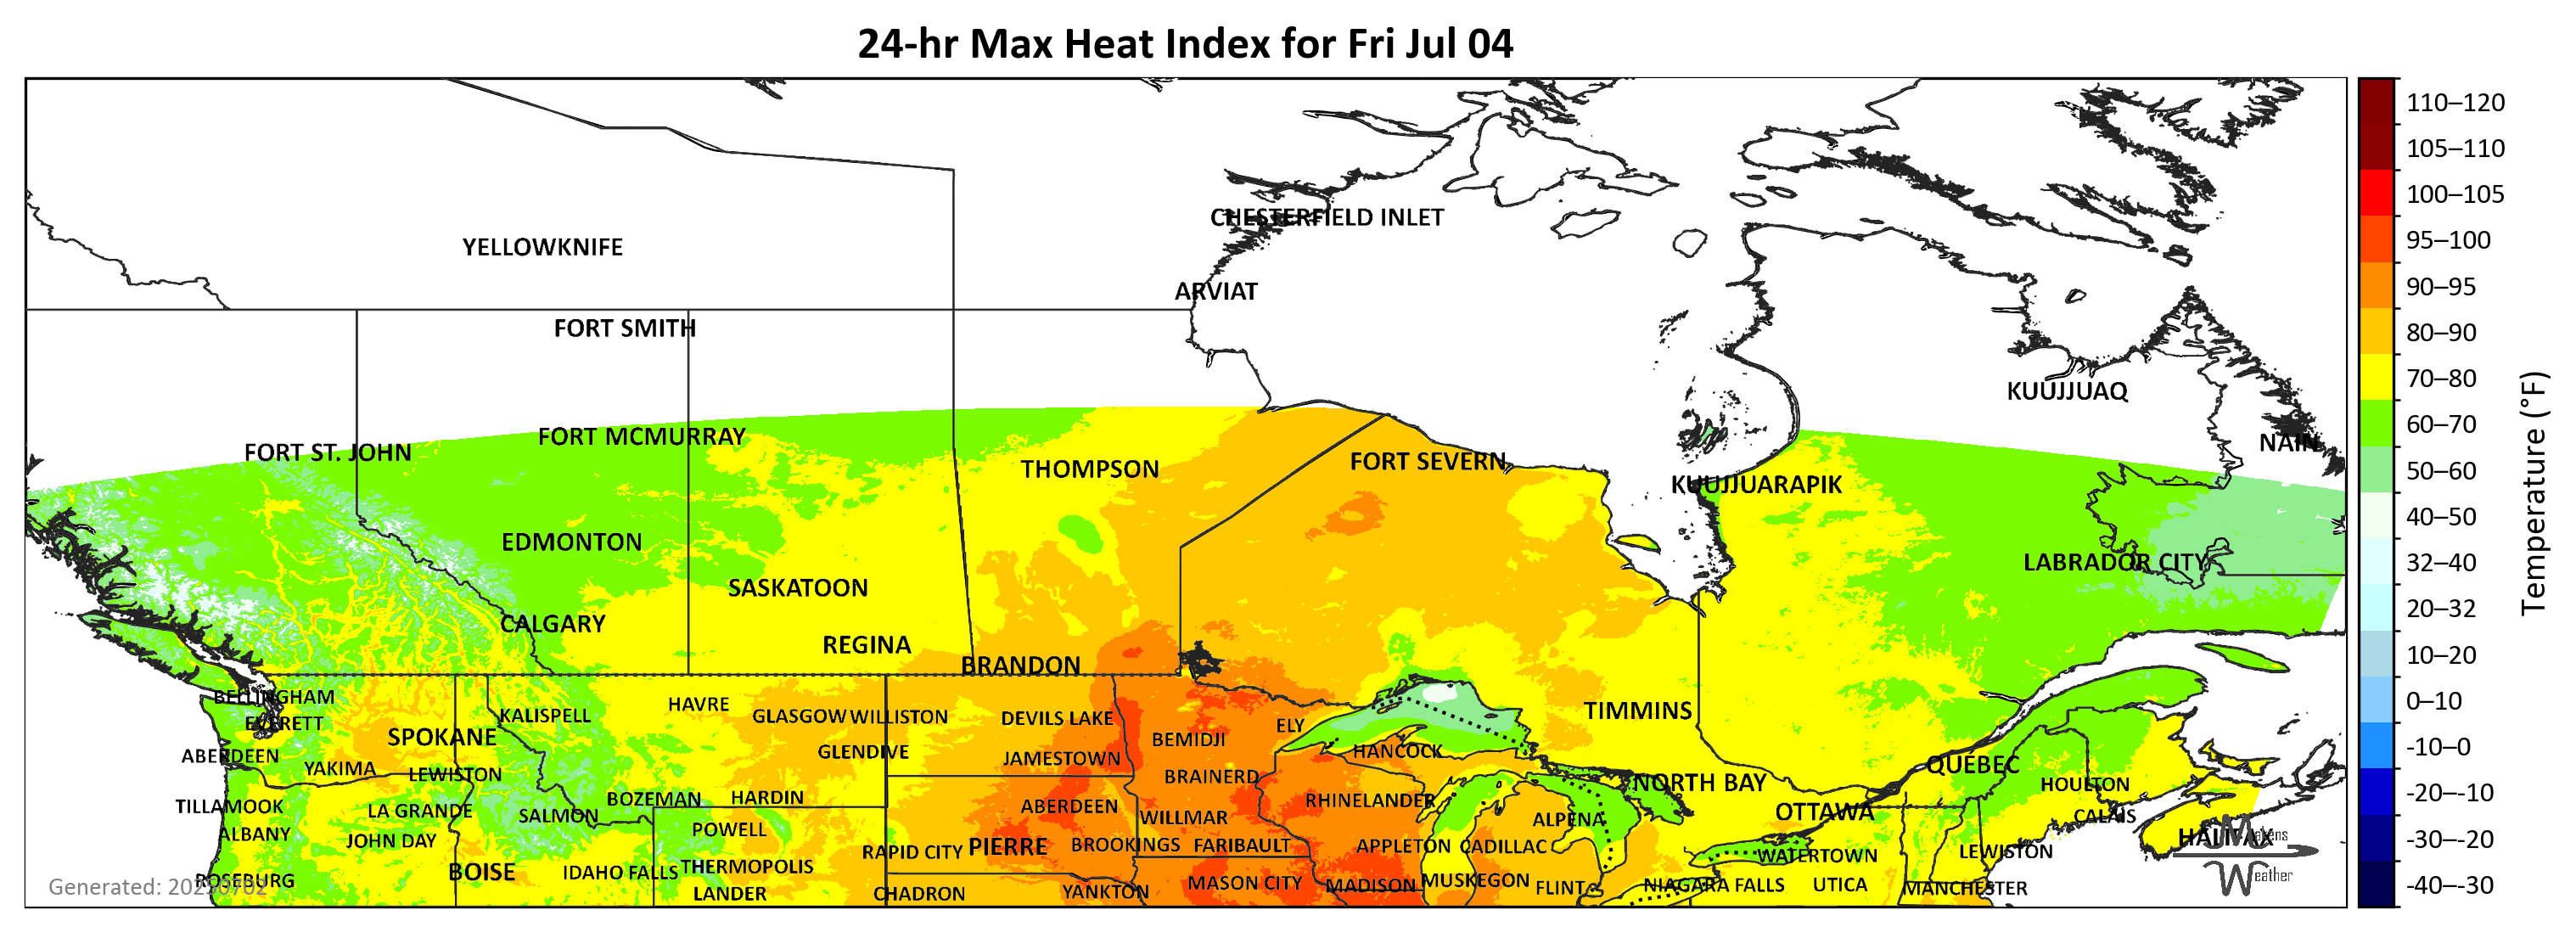 24-hr Max Heat Index for Fri Jul 04
CHESTERFIELD INLET
YELLOWKNIFE
ARVIAT
FORT SMITH
KUUJJUAQ
FORT MCMURRAY
NAIN
FORT ST. JOHN
FORT SEVERN
THOMPSON
KUUJJUARAPIK
EDMONTON
LABRADOR CITY
SASKATOON
CALGARY
REGINA
BRANDON
BELLINGHAM
HAVRE
TIMMINS
KALISPELL
GLASGOW
WILLISTON
DEVILS LAKE
EVERETT
ELY
SPOKANE
BEMIDJI
HANCOCK
GLENDIVE
ABERDEEN
JAMESTOWN
QUÉBEC
YAKIMA
LEWISTON
BRAINERD
NORTH BAY
HOULTON
BOZEMAN
HARDIN
RHINELANDER
TILLAMOOK
LA GRANDE
ABERDEEN
OTTAWA
SALMON
WILLMAR
ALPENA
CALAIS
POWELL
ALBANY
JOHN DAY
HALIFAX
Matens
Weather
PIERRE
BROOKINGS
FARIBAULT
APPLETON
CADILLAC
RAPID CITY
LEWISTON
WATERTOWN
THERMOPOLIS
BOISE
IDAHO FALLS
ROSEBURG
MASON CITY
MADISON
MUSKEGON
FLINT
NIAGARA FALLS
UTICA
MANCHESTER
LANDER
CHADRON
YANKTON
Generated: 20250702
110–120
105–110
100–105
95–100
90–95
80–90
70–80
60–70
50–60
40–50
32–40
20–32
10–20
0–10
-10–0
-20–-10
-30–-20
-40–-30
Temperature (°F)